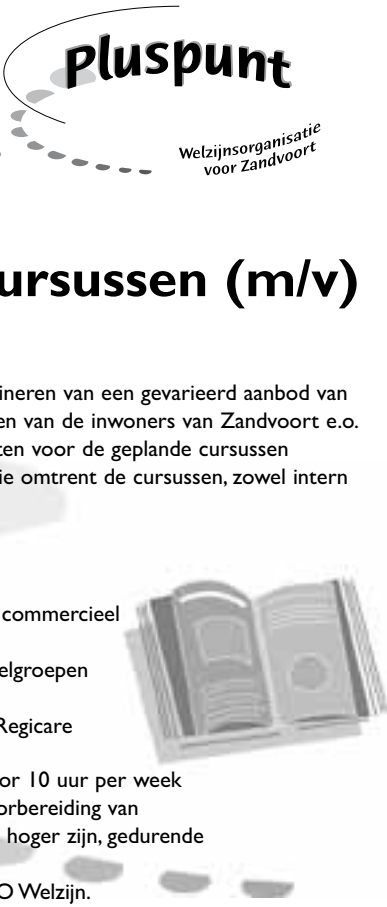 Pluspunt
Welzijnsorganisatie
voor Zandvoort
ursussen (m/v)
ineren van een gevarieerd aanbod van
en van de inwoners van Zandvoort e.o.
ten voor de geplande cursussen
ie omtrent de cursussen, zowel intern
commercieel
elgroepen
Regicare
or 10 uur per week
orbereiding van
hoger zijn, gedurende
O Welzijn.